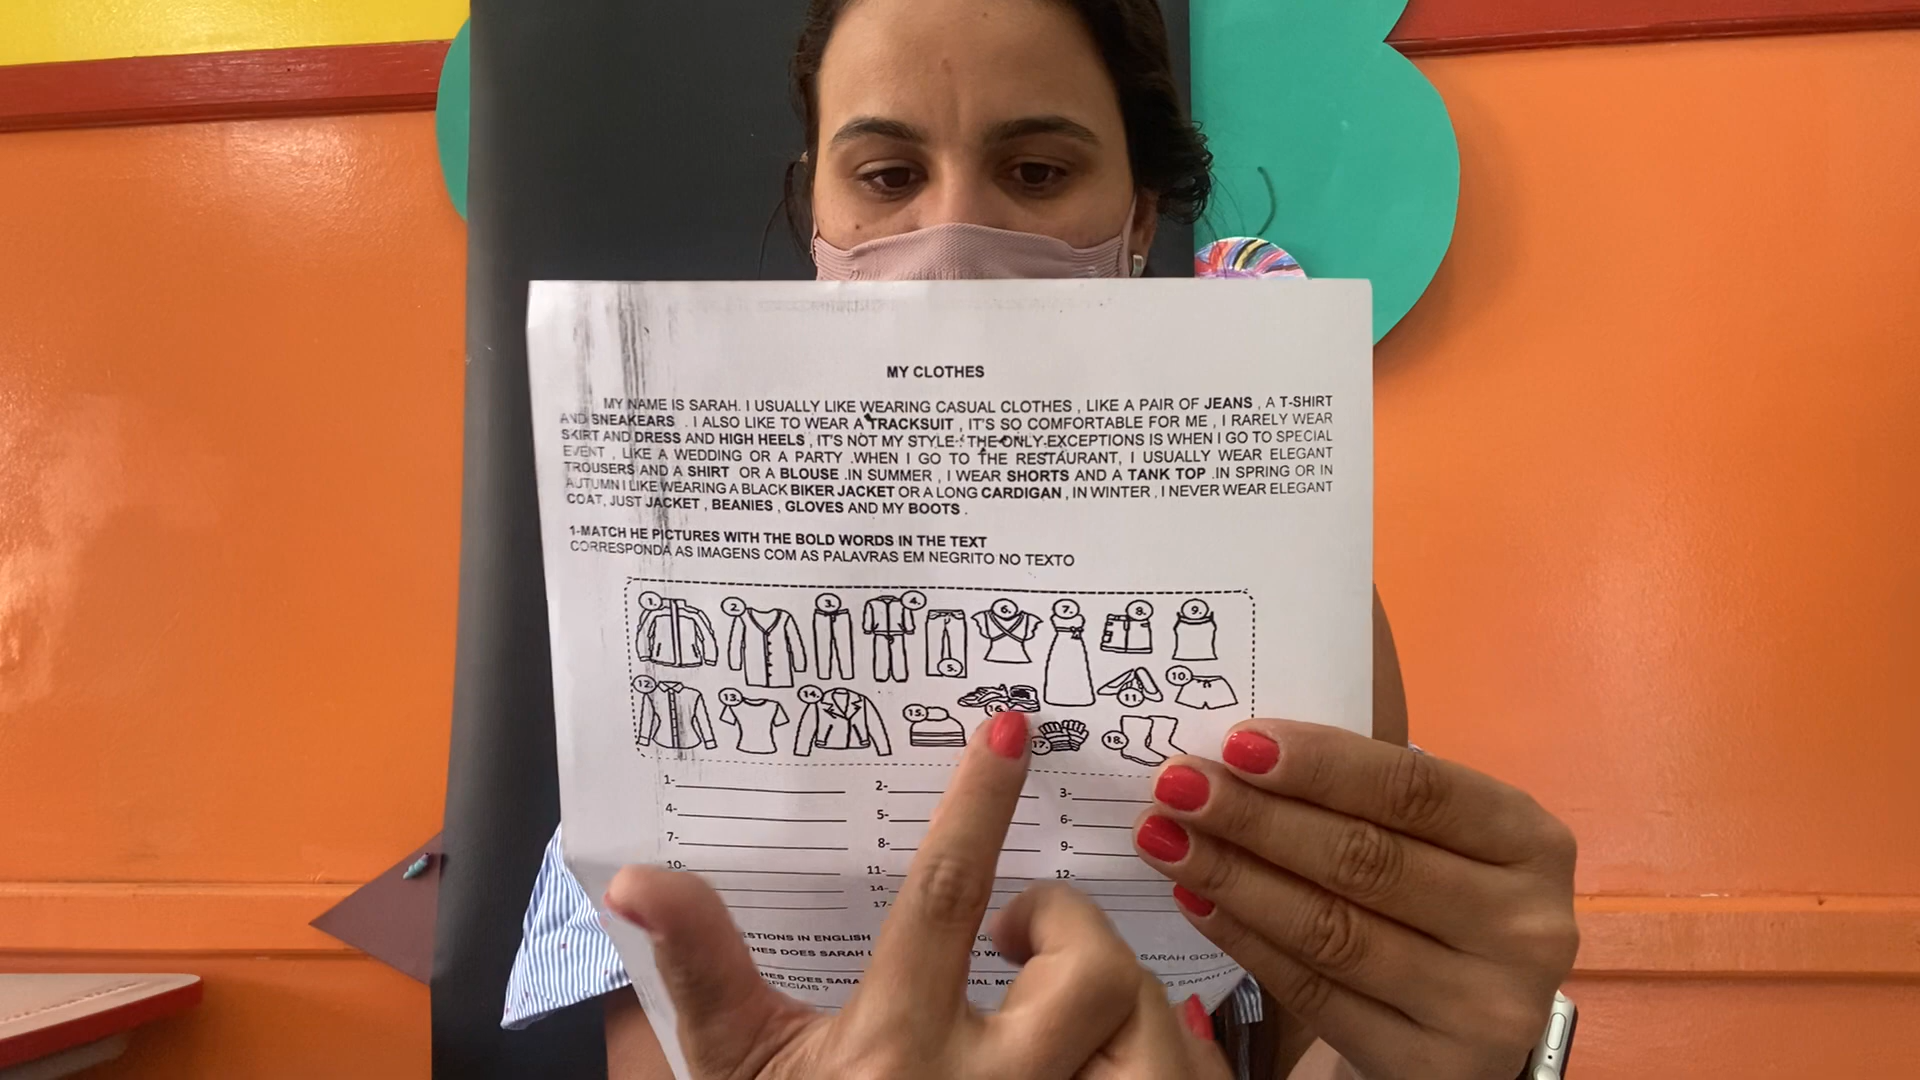 MY CLOTHES
MY NAME IS SARAH. I USUALLY LIKE WEARING CASUAL CLOTHES , LIKE A PAIR OF JEANS , A T-SHIRT
AND SNEAKEARS . I ALSO LIKE TO WEAR A TRACKSUIT , IT'S SO COMFORTABLE FOR ME , I RARELY WEAR
SKIRT AND DRESS AND HIGH HEELS , IT'S NOT MY STYLE . THE ONLY EXCEPTIONS IS WHEN I GO TO SPECIAL
EVENT , LIKE A WEDDING OR A PARTY .WHEN I GO TO THE RESTAURANT, I USUALLY WEAR ELEGANT
TROUSERS AND A SHIRT OR A BLOUSE .IN SUMMER , I WEAR SHORTS AND A TANK TOP .IN SPRING OR IN
AUTUMN I LIKE WEARING A BLACK BIKER JACKET OR A LONG CARDIGAN , IN WINTER , I NEVER WEAR ELEGANT
COAT, JUST JACKET , BEANIES , GLOVES AND MY BOOTS .
1-MATCH HE PICTURES WITH THE BOLD WORDS IN THE TEXT
CORRESPONDA AS IMAGENS COM AS PALAVRAS EM NEGRITO NO TEXTO
1. 2. 3. 4. 5. 6. 7. 8. 9.
12. 13. 14. 15. 16. 17. 11. 18. 10.
1- 2- 3-
4- 5- 6-
7- 8- 9-
10- 11- 12-
14-
17-
IN ENGLISH
DOES SARAH SARAH
DOES